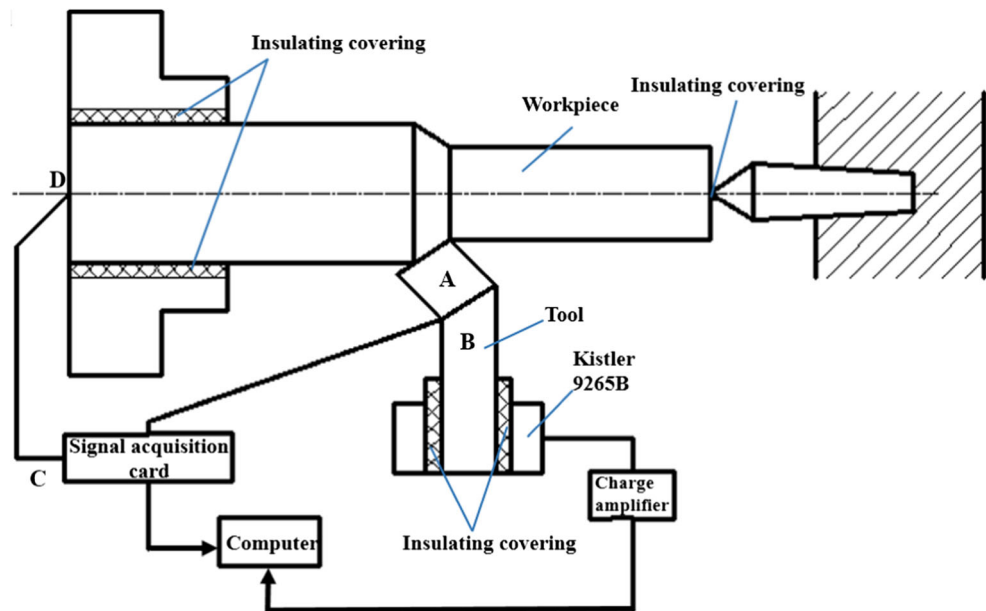 Insulating covering
Insulating covering
Workpiece
D
A
B
Tool
Kistler
9265B
Signal acquisition
card
C
Charge
amplifier
Computer
Insulating covering